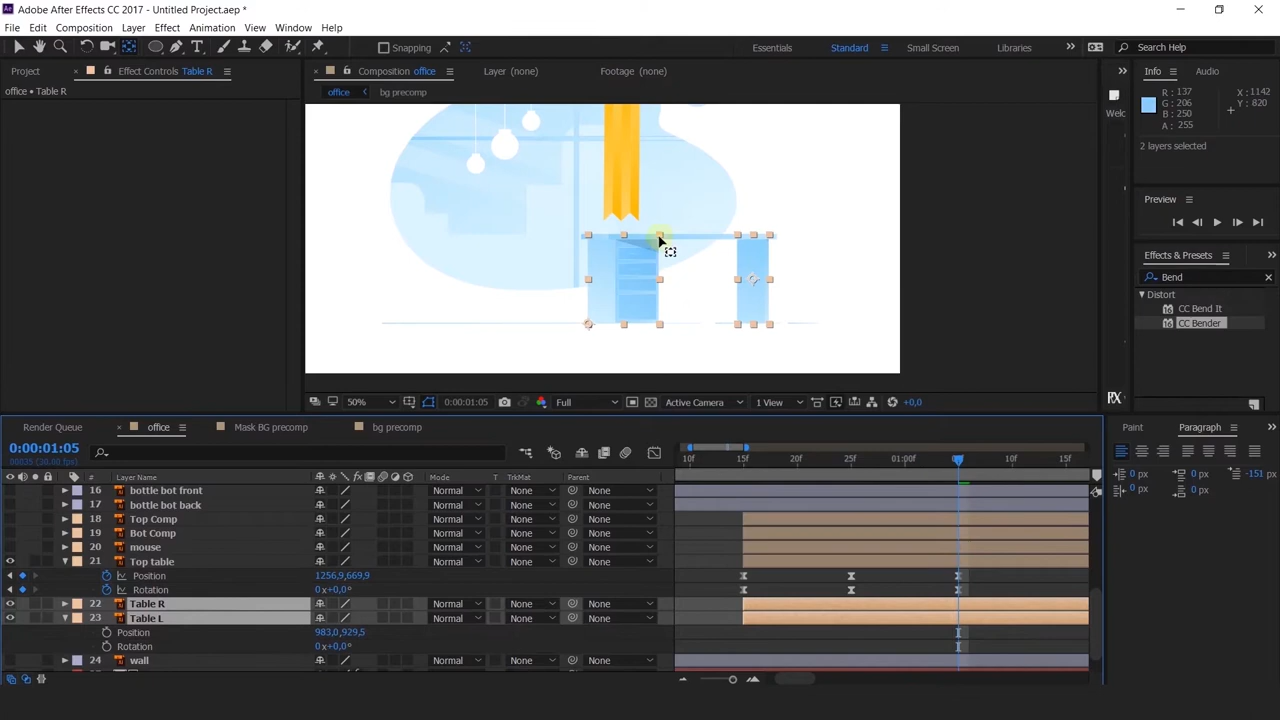 Adobe After Effects CC 2017 - Untitled Project.aep *
File Edit Composition Layer Effect Animation View Window Help
Snapping Essentials Standard Small Screen Libraries Search Help
Project Effect Controls Table R Composition office Layer (none) Footage (none) Info Audio
office • Table R office bg precomp
R : 137 X : 1142
G : 206 Y : 820
B : 250
A : 255
Welc
2 layers selected
Preview
Effects & Presets
Bend
Distort
CC Bend It
CC Bender
50% 0:00:01:05 Full Active Camera 1 View +0,0
Render Queue office Mask BG precomp bg precomp Paint Paragraph
0:00:01:05
00035 (30.00 fps)
10f 15f 20f 25f 01:00f 05f 10f 15f
0 px 0 px -151 px
0 px 0 px
# Layer Name Mode T TrkMat Parent
16 bottle bot front Normal None None
17 bottle bot back Normal None None
18 Top Comp Normal None None
19 Bot Comp Normal None None
20 mouse Normal None None
21 Top table Normal None None
Position 1256,9,669,9
Rotation 0x+0,0°
22 Table R Normal None None
23 Table L Normal None None
Position 983,0,929,5
Rotation 0x+0,0°
24 wall Normal None None